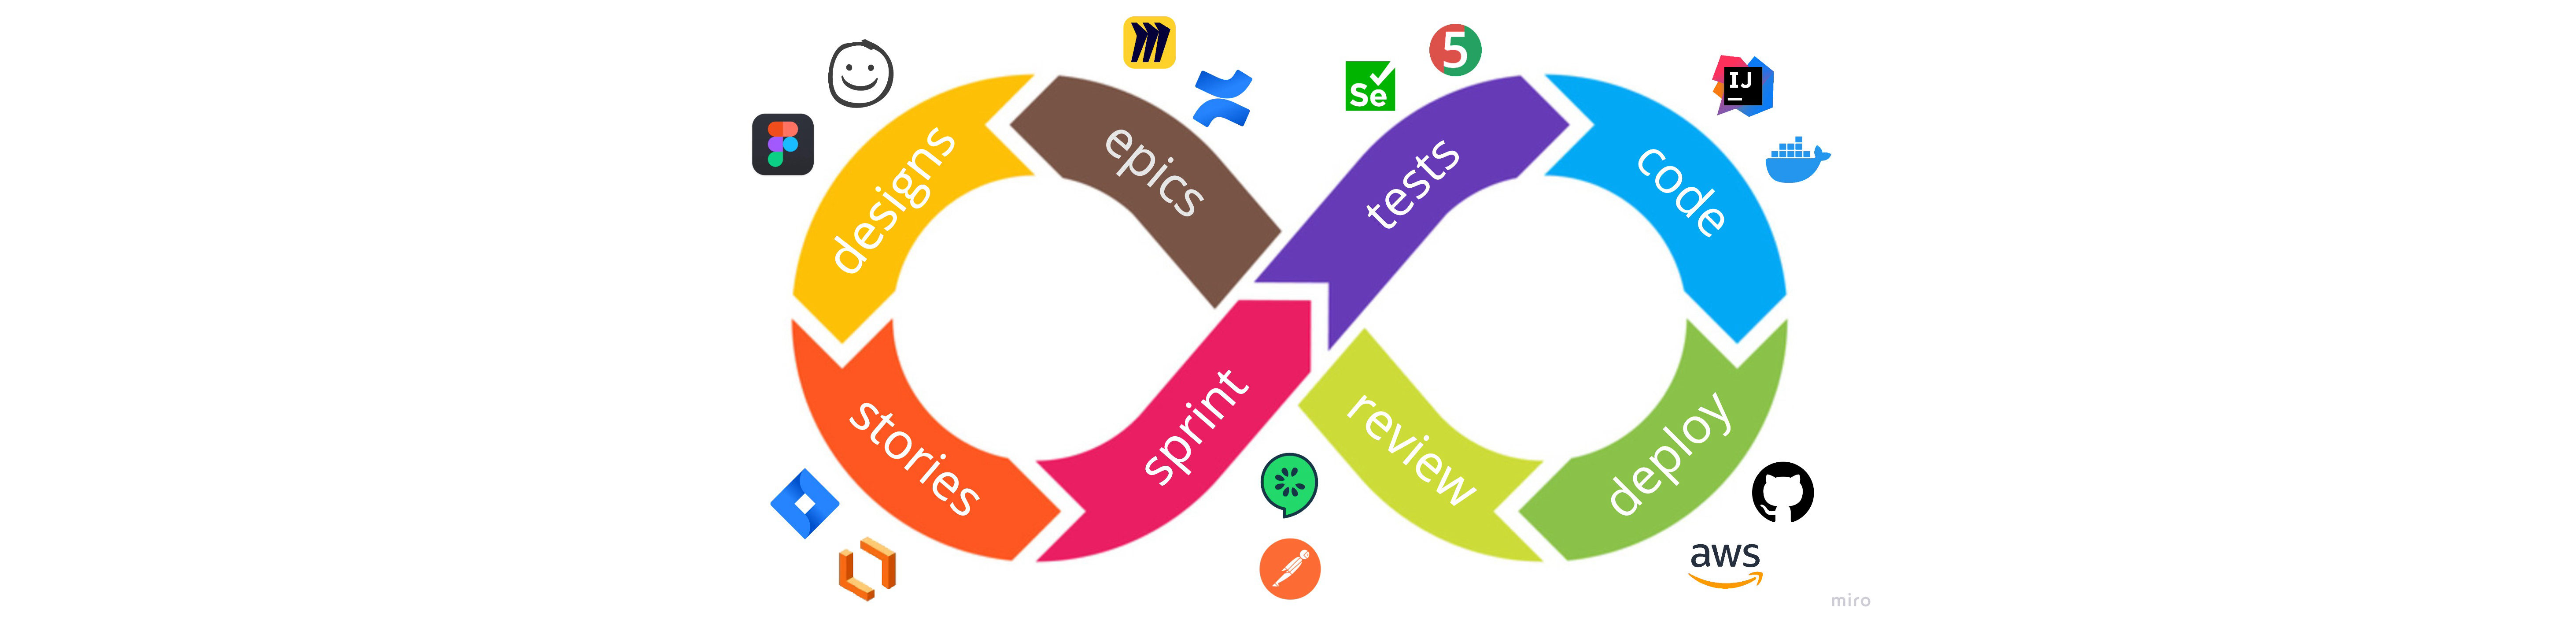 designs
epics
Se
5
tests
code
IJ
stories
sprint
review
deploy
aws
miro